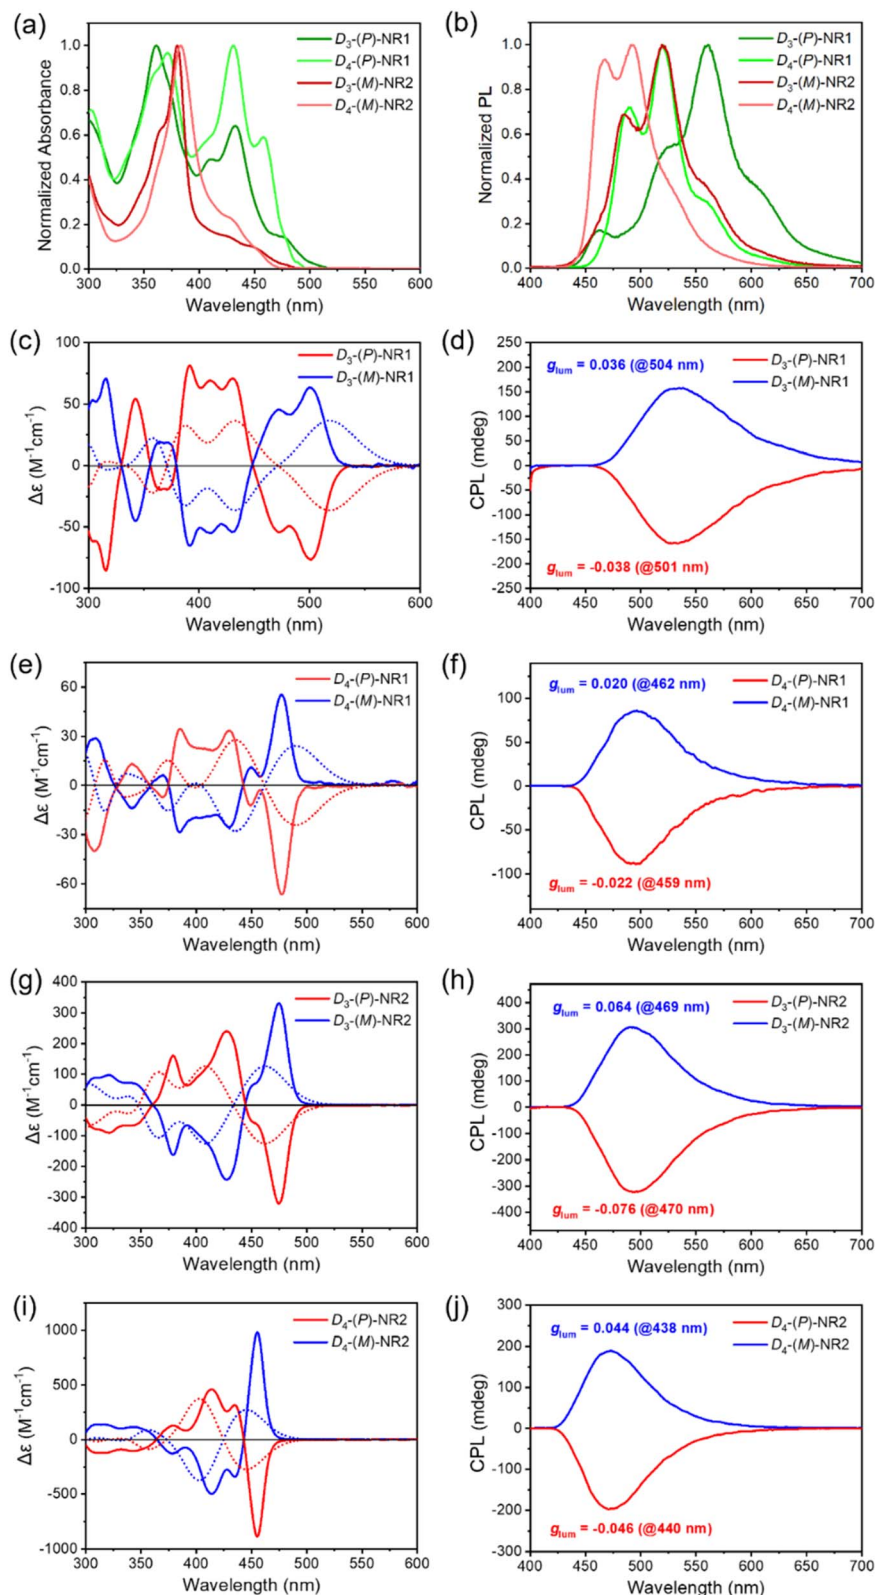 (a)
Normalized Absorbance
1.0
0.8
0.6
0.4
0.2
0.0
D3-(P)-NR1
D4-(P)-NR1
D3-(M)-NR2
D4-(M)-NR2
300 350 400 450 500 550 600
Wavelength (nm)
(b)
Normalized PL
1.0
0.8
0.6
0.4
0.2
0.0
D3-(P)-NR1
D4-(P)-NR1
D3-(M)-NR2
D4-(M)-NR2
400 450 500 550 600 650 700
Wavelength (nm)
(c)
Δε (M-1cm-1)
100
50
0
-50
-100
D3-(P)-NR1
D3-(M)-NR1
300 350 400 450 500 550 600
Wavelength (nm)
(d)
CPL (mdeg)
250
200
150
100
50
0
-50
-100
-150
-200
-250
glum = 0.036 (@504 nm)
D3-(P)-NR1
D3-(M)-NR1
glum = -0.038 (@501 nm)
400 450 500 550 600 650 700
Wavelength (nm)
(e)
Δε (M-1cm-1)
60
30
0
-30
-60
D4-(P)-NR1
D4-(M)-NR1
300 350 400 450 500 550 600
Wavelength (nm)
(f)
CPL (mdeg)
100
50
0
-50
-100
glum = 0.020 (@462 nm)
D4-(P)-NR1
D4-(M)-NR1
glum = -0.022 (@459 nm)
400 450 500 550 600 650 700
Wavelength (nm)
(g)
Δε (M-1cm-1)
400
300
200
100
0
-100
-200
-300
-400
D3-(P)-NR2
D3-(M)-NR2
300 350 400 450 500 550 600
Wavelength (nm)
(h)
CPL (mdeg)
400
300
200
100
0
-100
-200
-300
-400
glum = 0.064 (@469 nm)
D3-(P)-NR2
D3-(M)-NR2
glum = -0.076 (@470 nm)
400 450 500 550 600 650 700
Wavelength (nm)
(i)
Δε (M-1cm-1)
1000
500
0
-500
-1000
D4-(P)-NR2
D4-(M)-NR2
300 350 400 450 500 550 600
Wavelength (nm)
(j)
CPL (mdeg)
300
200
100
0
-100
-200
-300
glum = 0.044 (@438 nm)
D4-(P)-NR2
D4-(M)-NR2
glum = -0.046 (@440 nm)
400 450 500 550 600 650 700
Wavelength (nm)